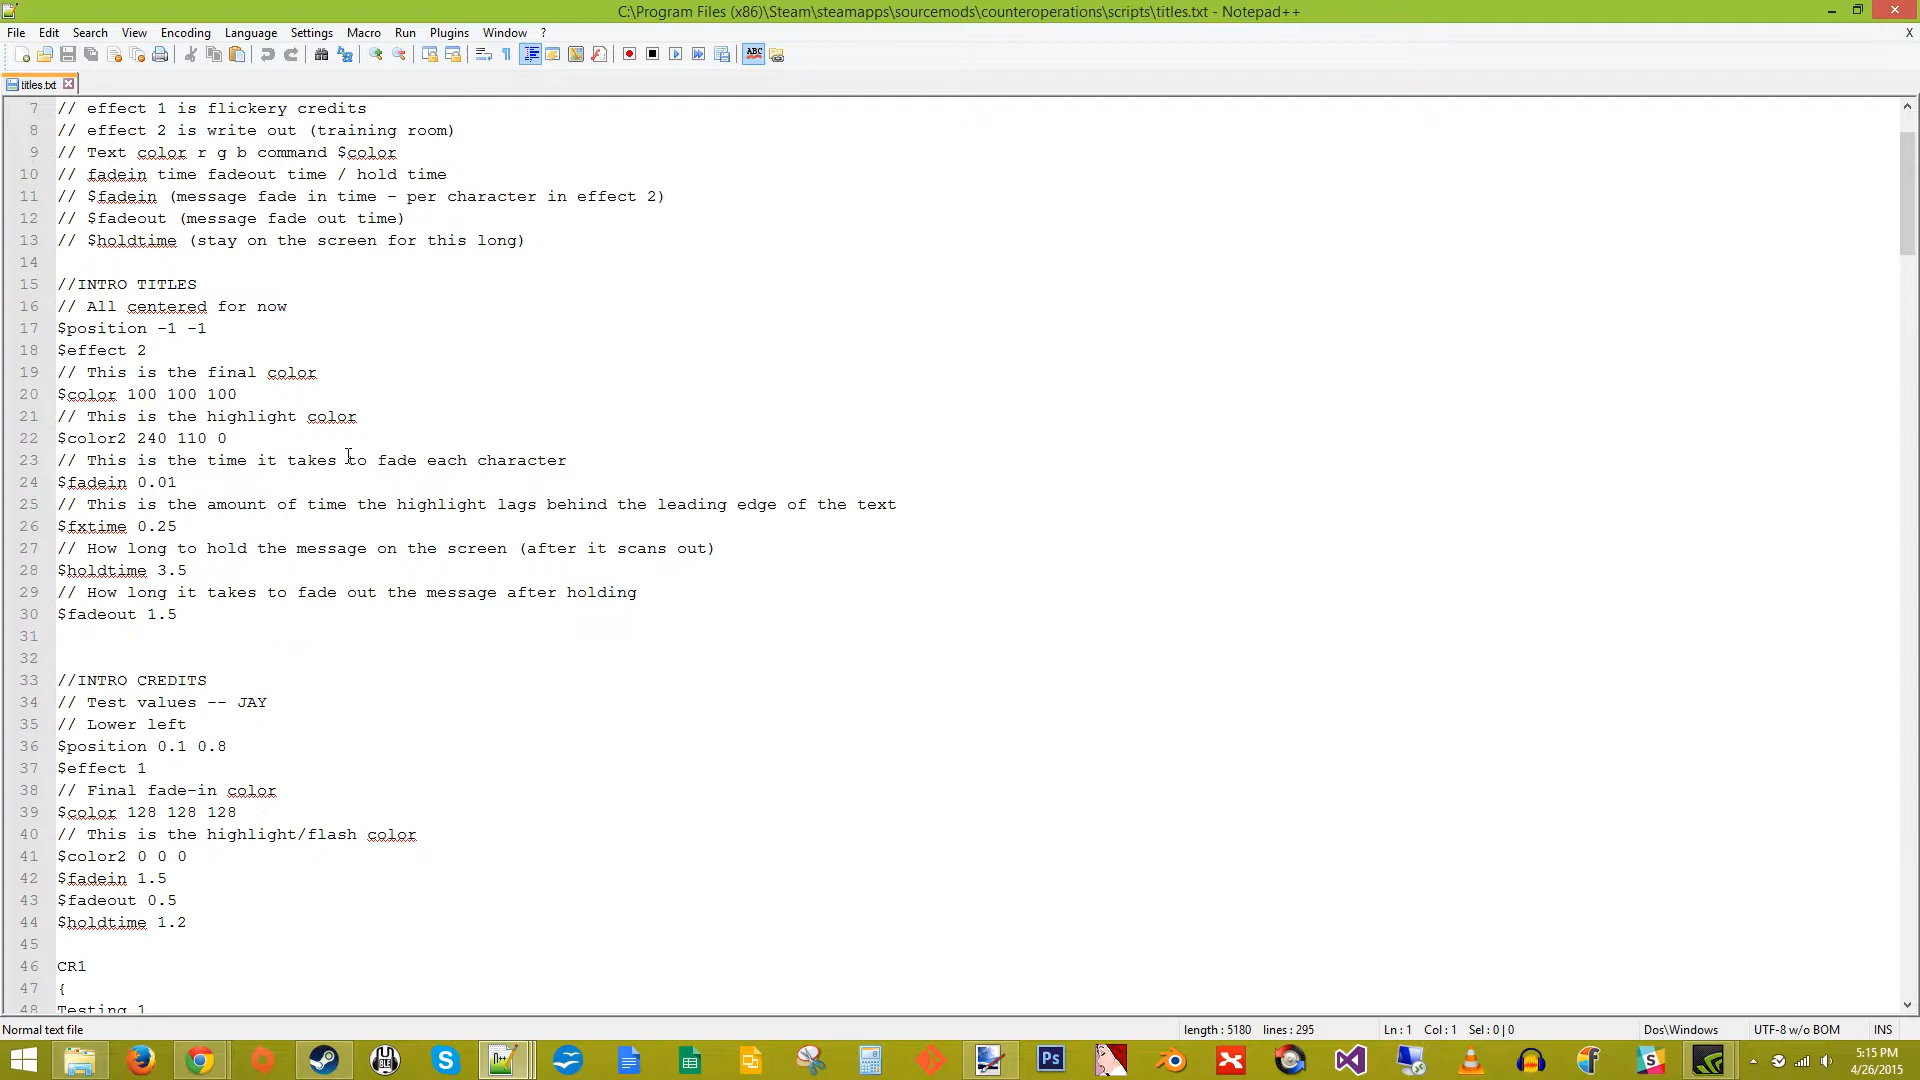 C:\Program Files (x86)\Steam\steamapps\sourcemods\counteroperations\scripts\titles.txt - Notepad++
File Edit Search View Encoding Language Settings Macro Run Plugins Window ? X
titles.txt
7 // effect 1 is flickery credits
8 // effect 2 is write out (training room)
9 // Text color r g b command $color
10 // fadein time fadeout time / hold time
11 // $fadein (message fade in time - per character in effect 2)
12 // $fadeout (message fade out time)
13 // $holdtime (stay on the screen for this long)
14
15 //INTRO TITLES
16 // All centered for now
17 $position -1 -1
18 $effect 2
19 // This is the final color
20 $color 100 100 100
21 // This is the highlight color
22 $color2 240 110 0
23 // This is the time it takes to fade each character
24 $fadein 0.01
25 // This is the amount of time the highlight lags behind the leading edge of the text
26 $fxtime 0.25
27 // How long to hold the message on the screen (after it scans out)
28 $holdtime 3.5
29 // How long it takes to fade out the message after holding
30 $fadeout 1.5
31
32
33 //INTRO CREDITS
34 // Test values -- JAY
35 // Lower left
36 $position 0.1 0.8
37 $effect 1
38 // Final fade-in color
39 $color 128 128 128
40 // This is the highlight/flash color
41 $color2 0 0 0
42 $fadein 1.5
43 $fadeout 0.5
44 $holdtime 1.2
45
46 CR1
47 {
48 Testing 1
Normal text file length : 5180 lines : 295 Ln : 1 Col : 1 Sel : 0 | 0 Dos\Windows UTF-8 w/o BOM INS
5:15 PM
4/26/2015